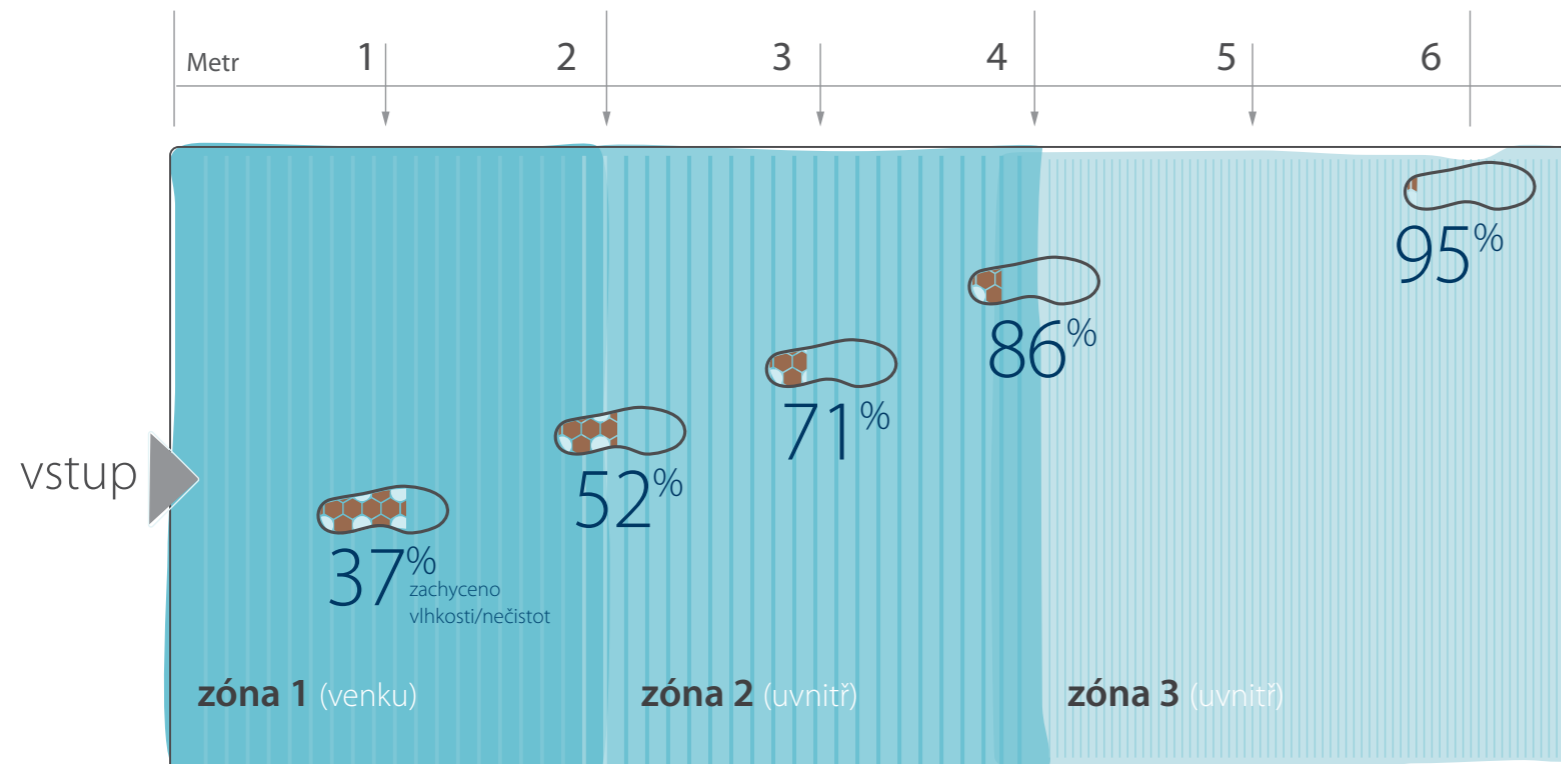 Metr 1 2 3 4 5 6
95%
86%
71%
vstup
52%
37%
zachyceno
vlhkosti/nečistot
zóna 1 (venku) zóna 2 (uvnitř) zóna 3 (uvnitř)